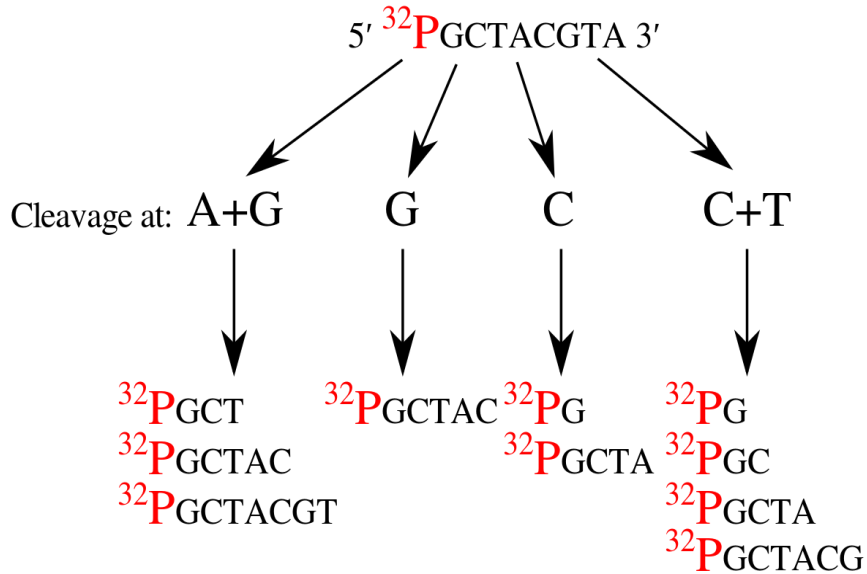 5′ ³²PGCTACGTA 3′
Cleavage at: A+G G C C+T
³²PGCT ³²PGCTAC ³²PG ³²PG
³²PGCTAC ³²PGCTA ³²PGC
³²PGCTACGT ³²PGCTA
³²PGCTACG